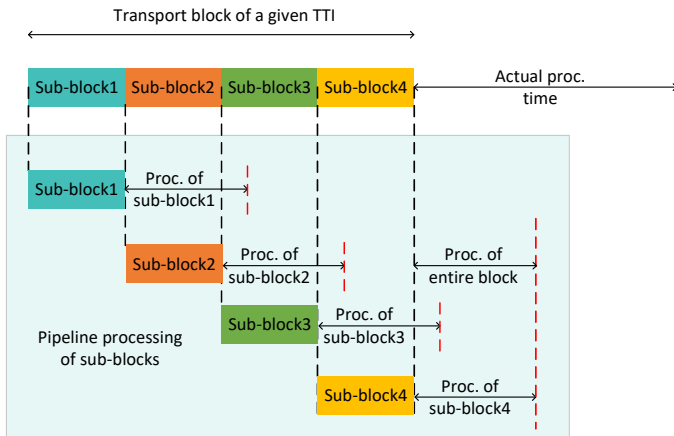 Transport block of a given TTI
Sub-block1 Sub-block2 Sub-block3 Sub-block4
Actual proc.
time
Sub-block1
Proc. of
sub-block1
Sub-block2
Proc. of
sub-block2
Proc. of
entire block
Sub-block3
Proc. of
sub-block3
Pipeline processing
of sub-blocks
Sub-block4
Proc. of
sub-block4